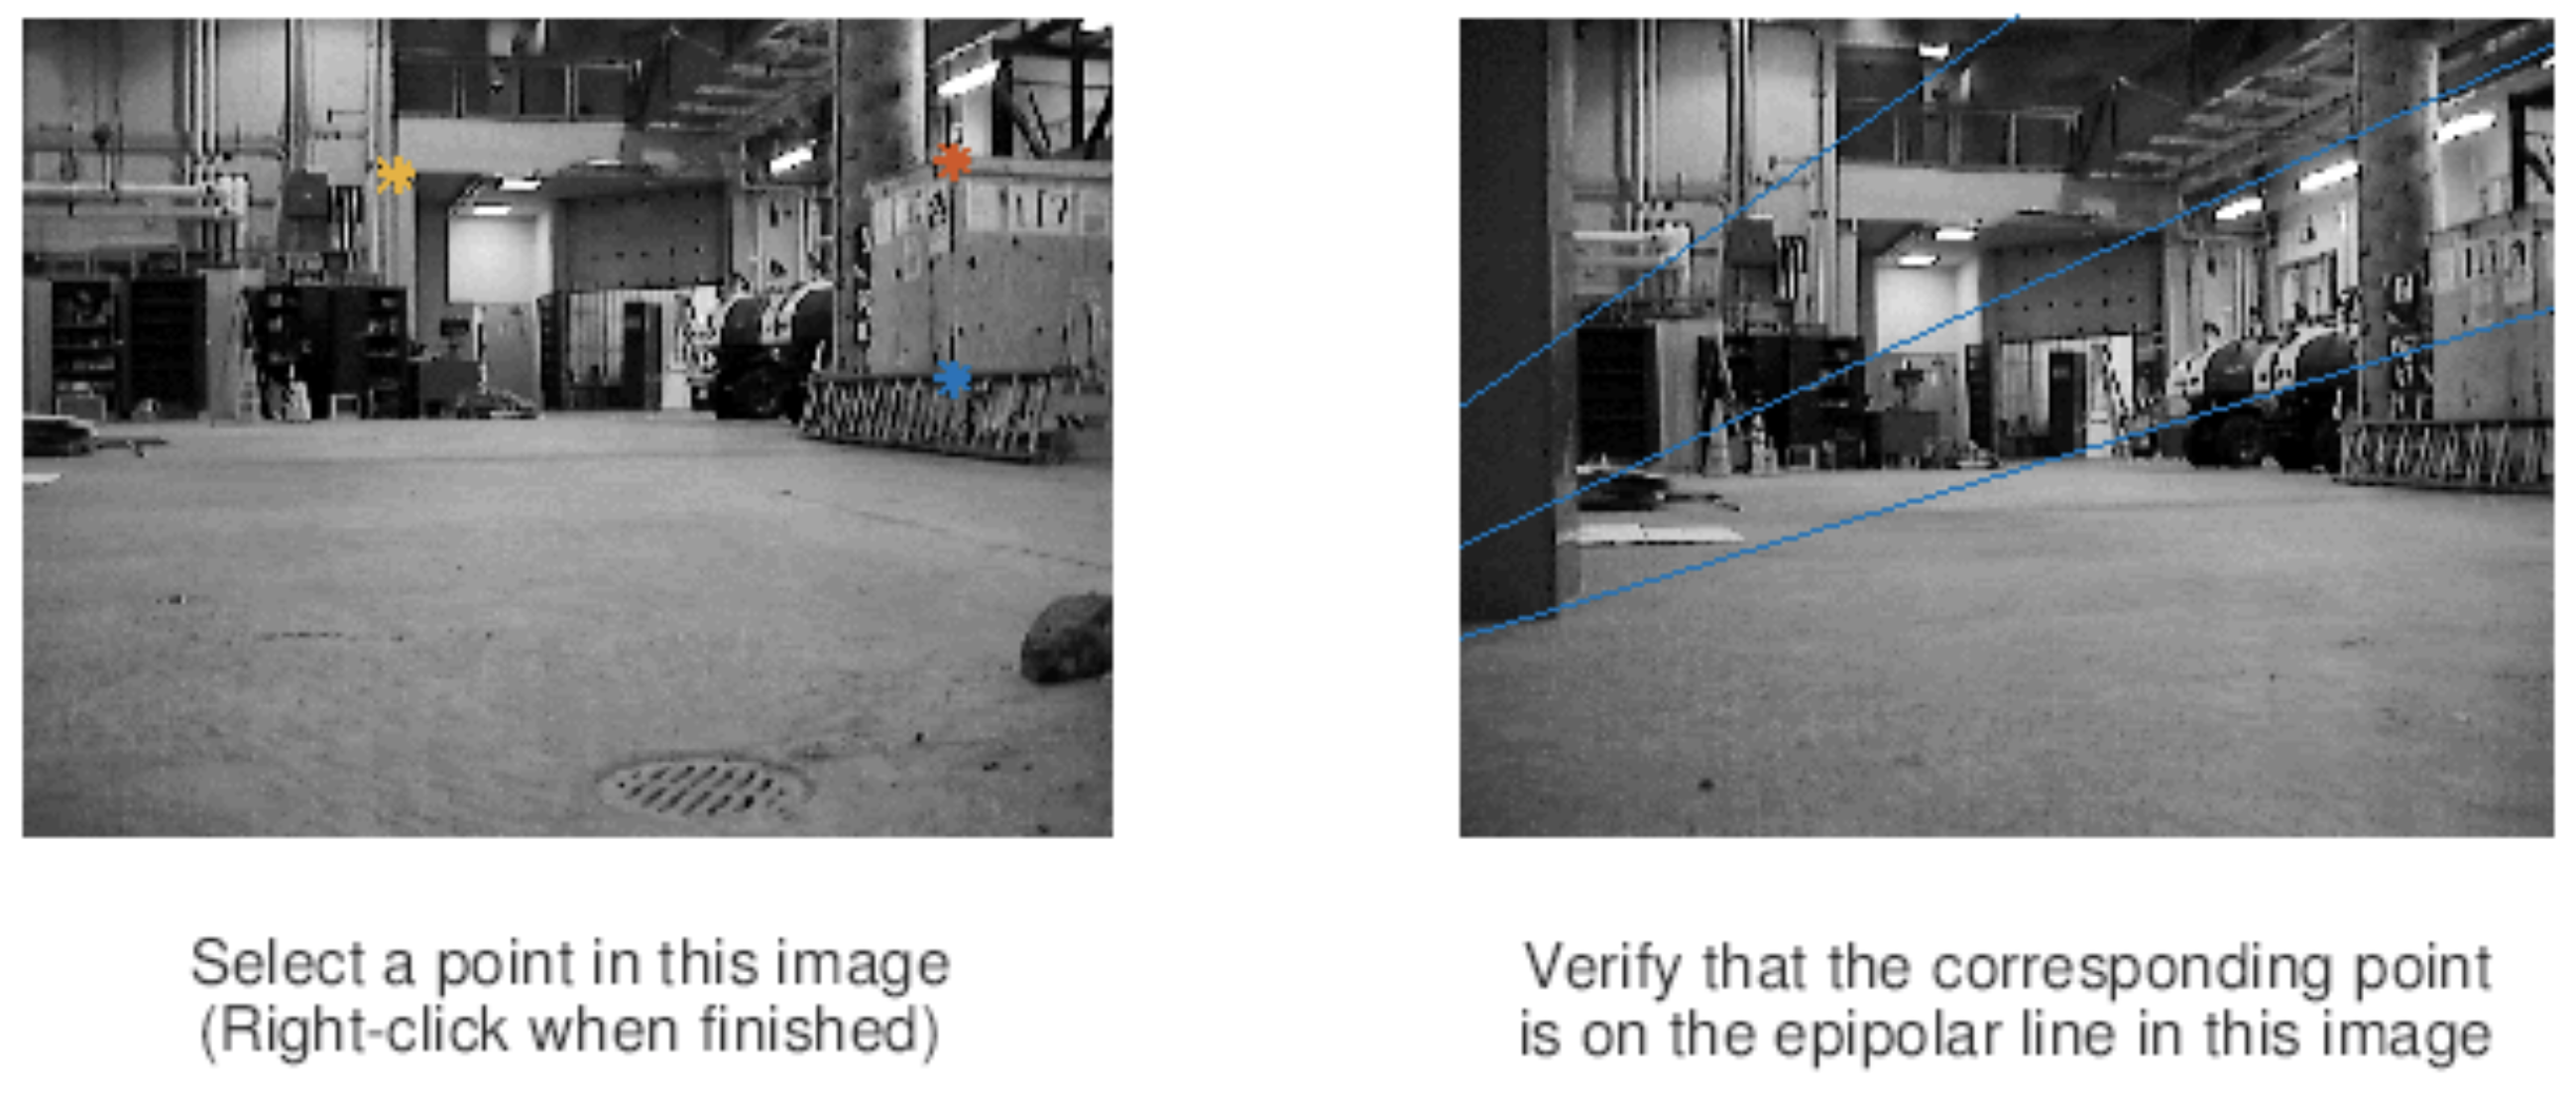 Select a point in this image
(Right-click when finished)
Verify that the corresponding point
is on the epipolar line in this image